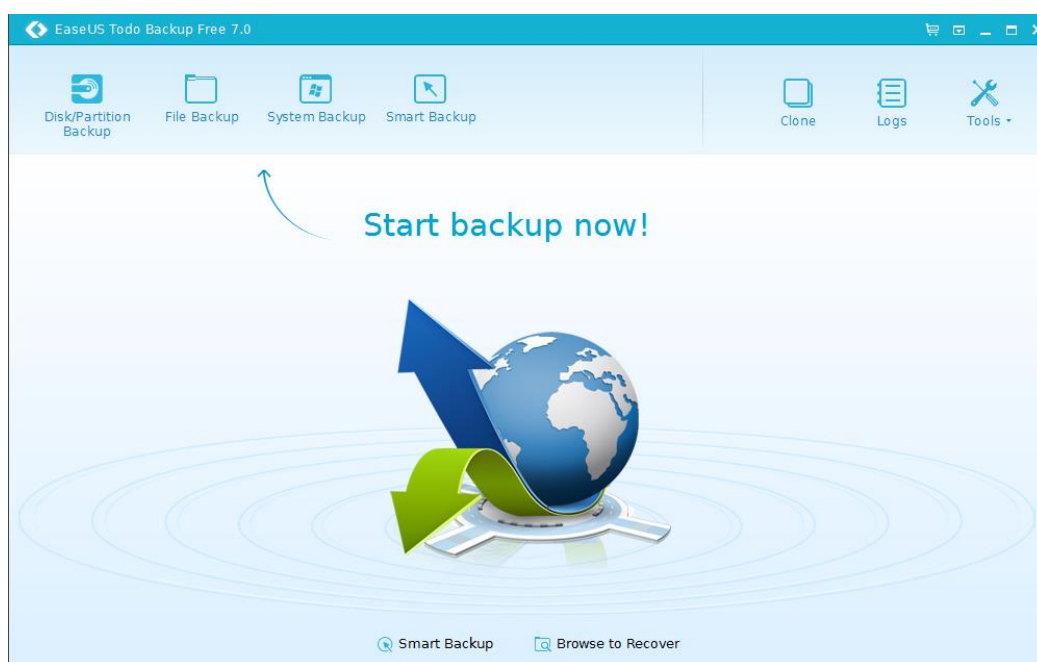 EaseUS Todo Backup Free 7.0
Disk/Partition
Backup
File Backup
System Backup
Smart Backup
Clone
Logs
Tools
Start backup now!
Smart Backup
Browse to Recover